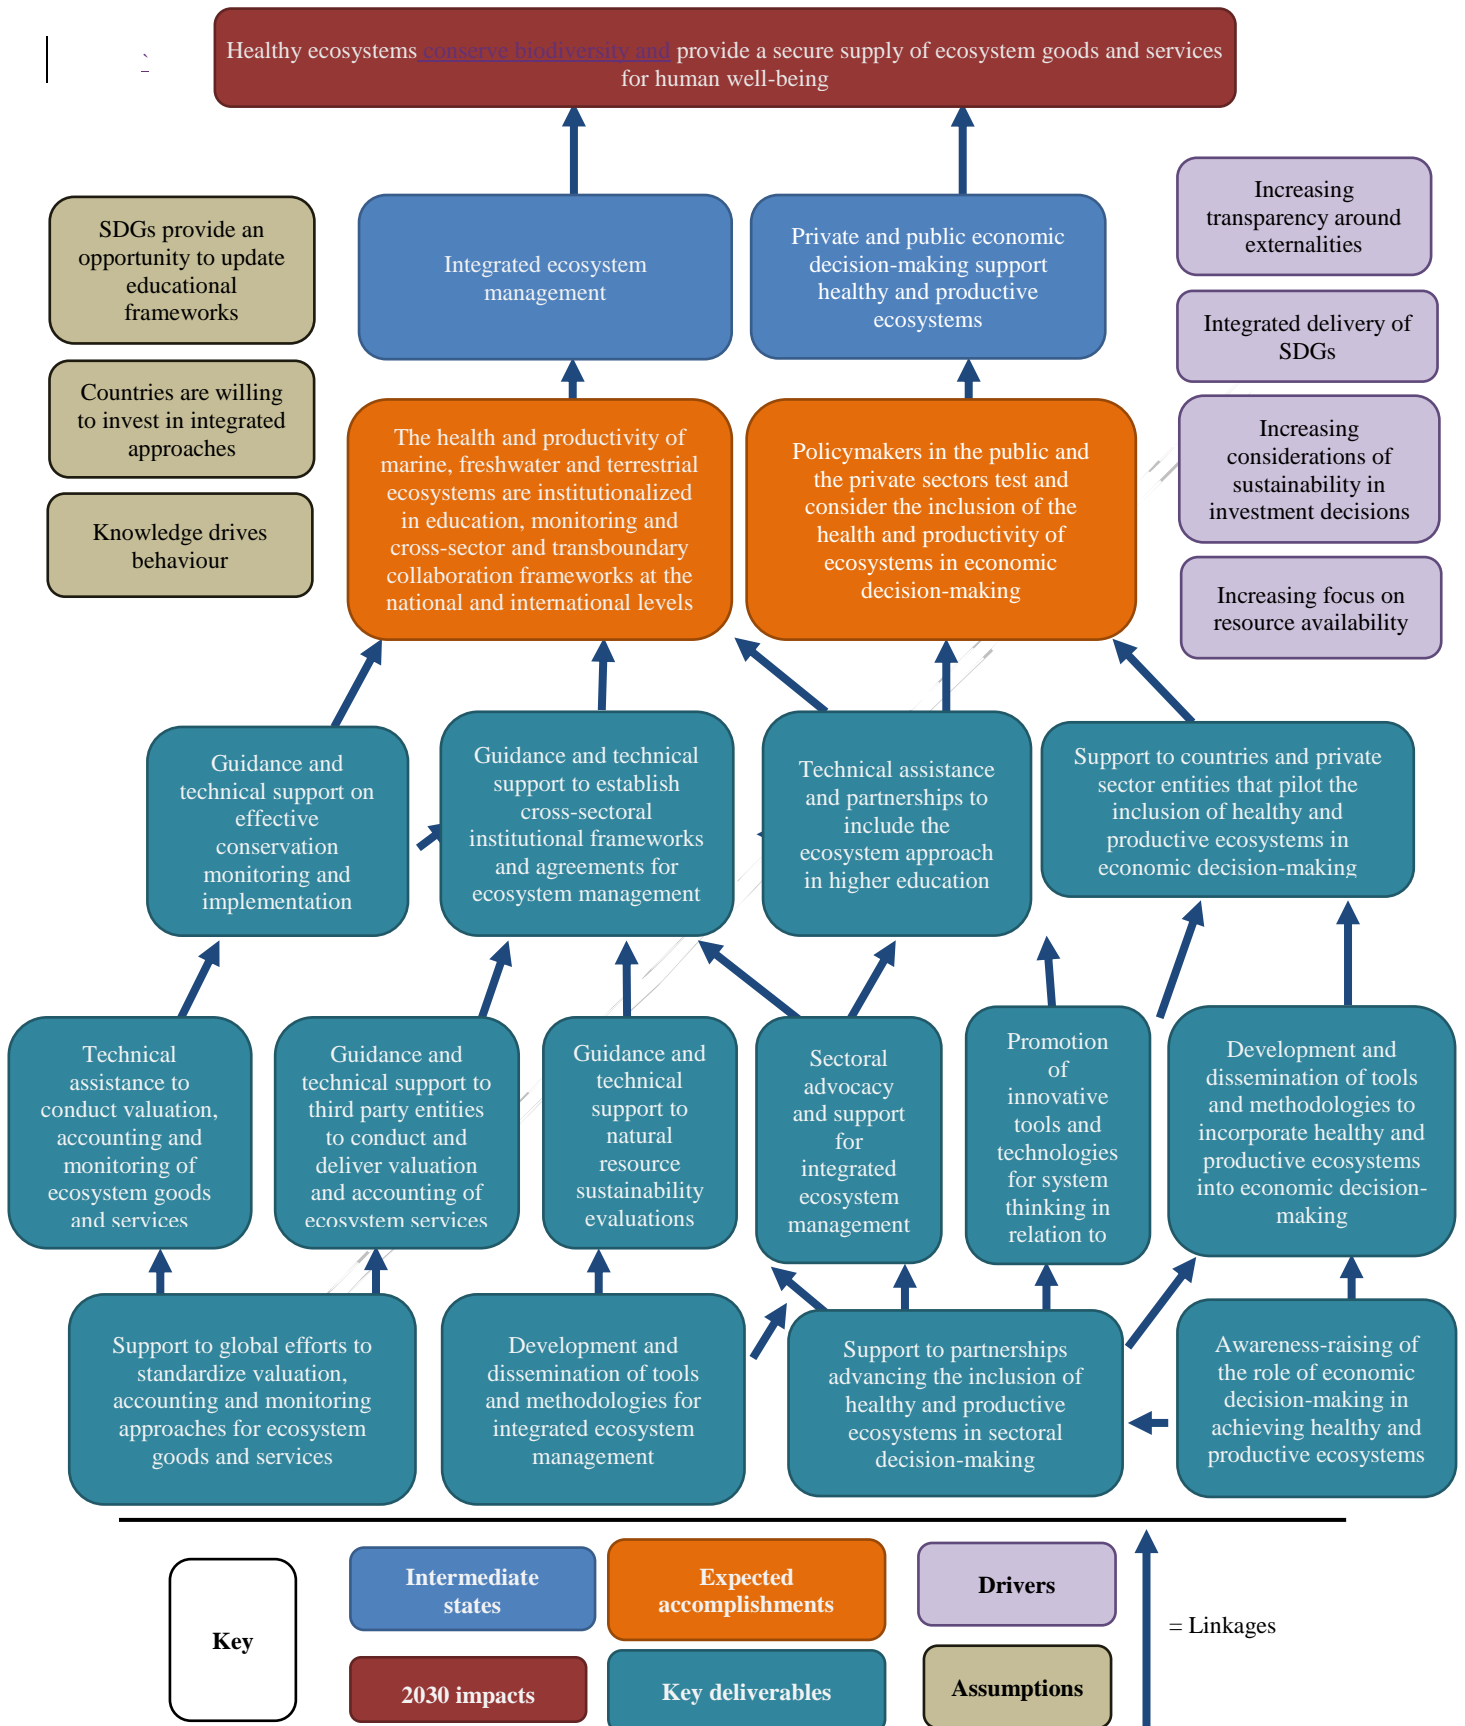 Healthy ecosystems conserve biodiversity and provide a secure supply of ecosystem goods and services
for human well-being
`
SDGs provide an
opportunity to update
educational
frameworks
Countries are willing
to invest in integrated
approaches
Knowledge drives
behaviour
Integrated ecosystem
management
Private and public economic
decision-making support
healthy and productive
ecosystems
Increasing
transparency around
externalities
Integrated delivery of
SDGs
Increasing
considerations of
sustainability in
investment decisions
Increasing focus on
resource availability
The health and productivity of
marine, freshwater and terrestrial
ecosystems are institutionalized
in education, monitoring and
cross-sector and transboundary
collaboration frameworks at the
national and international levels
Policymakers in the public and
the private sectors test and
consider the inclusion of the
health and productivity of
ecosystems in economic
decision-making
Guidance and
technical support on
effective
conservation
monitoring and
implementation
Guidance and technical
support to establish
cross-sectoral
institutional frameworks
and agreements for
ecosystem management
Technical assistance
and partnerships to
include the
ecosystem approach
in higher education
Support to countries and private
sector entities that pilot the
inclusion of healthy and
productive ecosystems in
economic decision-making
Technical
assistance to
conduct valuation,
accounting and
monitoring of
ecosystem goods
and services
Guidance and
technical support to
third party entities
to conduct and
deliver valuation
and accounting of
ecosystem services
Guidance and
technical
support to
natural
resource
sustainability
evaluations
Sectoral
advocacy
and support
for
integrated
ecosystem
management
Promotion
of
innovative
tools and
technologies
for system
thinking in
relation to
Development and
dissemination of tools
and methodologies to
incorporate healthy and
productive ecosystems
into economic decision-
making
Support to global efforts to
standardize valuation,
accounting and monitoring
approaches for ecosystem
goods and services
Development and
dissemination of tools
and methodologies for
integrated ecosystem
management
Support to partnerships
advancing the inclusion of
healthy and productive
ecosystems in sectoral
decision-making
Awareness-raising of
the role of economic
decision-making in
achieving healthy and
productive ecosystems
Key
Intermediate
states
Expected
accomplishments
Drivers
= Linkages
2030 impacts
Key deliverables
Assumptions